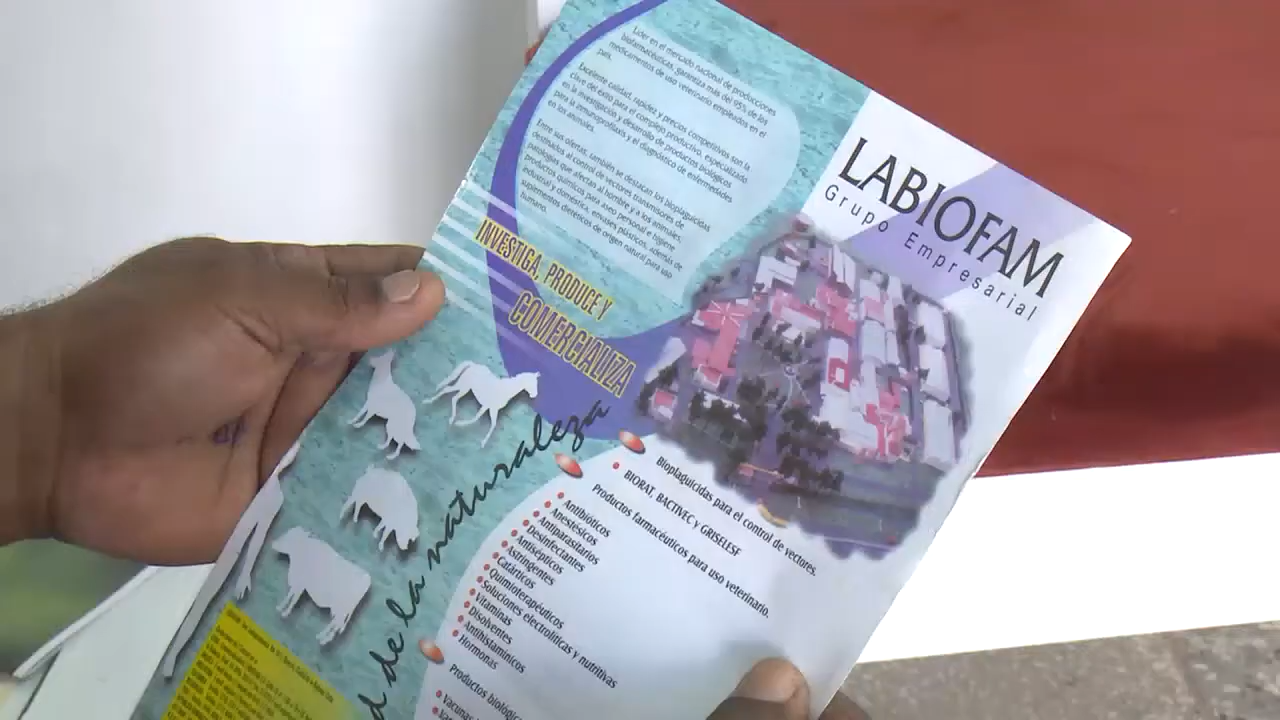 Líder en el mercado nacional de producciones
biofarmacéuticas, garantiza más del 95% de los
medicamentos de uso veterinario empleados en el
país.
Excelente calidad, rapidez y precios competitivos son la
clave del éxito para el complejo productivo, especializado
en la investigación y desarrollo de productos biológicos
para la inmunoprofilaxis y el diagnóstico de enfermedades
en los animales.
Entre sus ofertas, también se destacan los bioplaguicidas
destinados al control de vectores transmisores de
patologías que afectan al hombre y a los animales,
productos químicos para aseo personal e higiene
industrial y doméstica, envases plásticos, además de
suplementos dietéticos de origen natural para uso
humano.
LABIOFAM
Grupo Empresarial
INVESTIGA, PRODUCE Y
COMERCIALIZA
d de la naturaleza
Bioplaguicidas para el control de vectores.
BIORAT, BACTIVEC y GRISELESF
Productos farmacéuticos para uso veterinario.
Antibióticos
Anestésicos
Antiparasitarios
Desinfectantes
Antisépticos
Astringentes
Catárticos
Quimioterapéuticos
Soluciones electrolíticas y nutritivas
Vitaminas
Disolventes
Antihistamínicos
Hormonas
Productos biológic
Vacunas